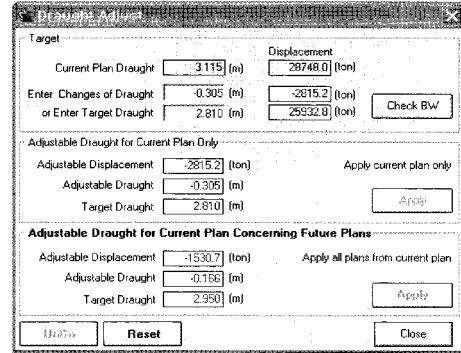 Draught Adjust
Target
Displacement
Current Plan Draught 3.115 (m) 28748.0 (ton)
Enter Changes of Draught -0.305 (m) -2815.2 (ton)
or Enter Target Draught 2.810 (m) 25932.8 (ton)
Check BW
Adjustable Draught for Current Plan Only
Adjustable Displacement -2815.2 (ton) Apply current plan only
Adjustable Draught -0.305 (m)
Target Draught 2.810 (m)
Apply
Adjustable Draught for Current Plan Concerning Future Plans
Adjustable Displacement -1530.7 (ton) Apply all plans from current plan
Adjustable Draught -0.166 (m)
Target Draught 2.950 (m)
Apply
UnDo Reset Close